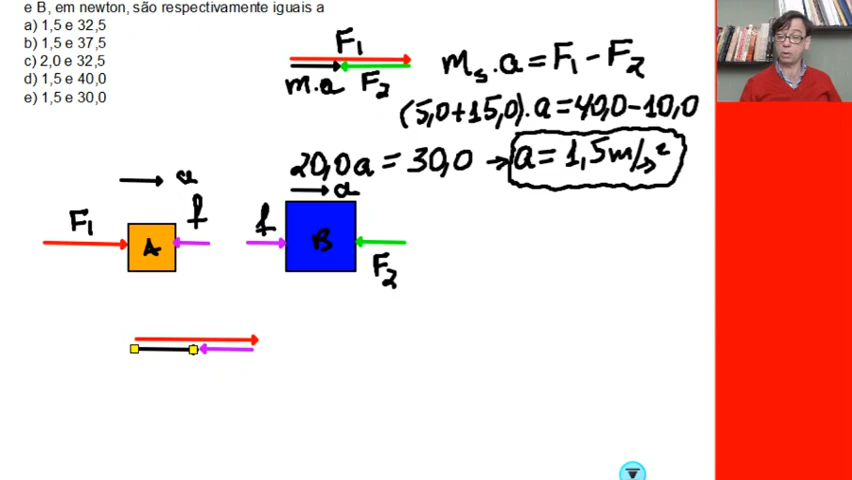 e B, em newton, são respectivamente iguais a
a) 1,5 e 32,5
b) 1,5 e 37,5
c) 2,0 e 32,5
d) 1,5 e 40,0
e) 1,5 e 30,0
F₁
m.a F₂
mₛ.a = F₁ - F₂
(5,0+15,0).a = 40,0-10,0
20,0a = 30,0 → a = 1,5m/s²
a
F₁ f
A
a
f
B
F₂